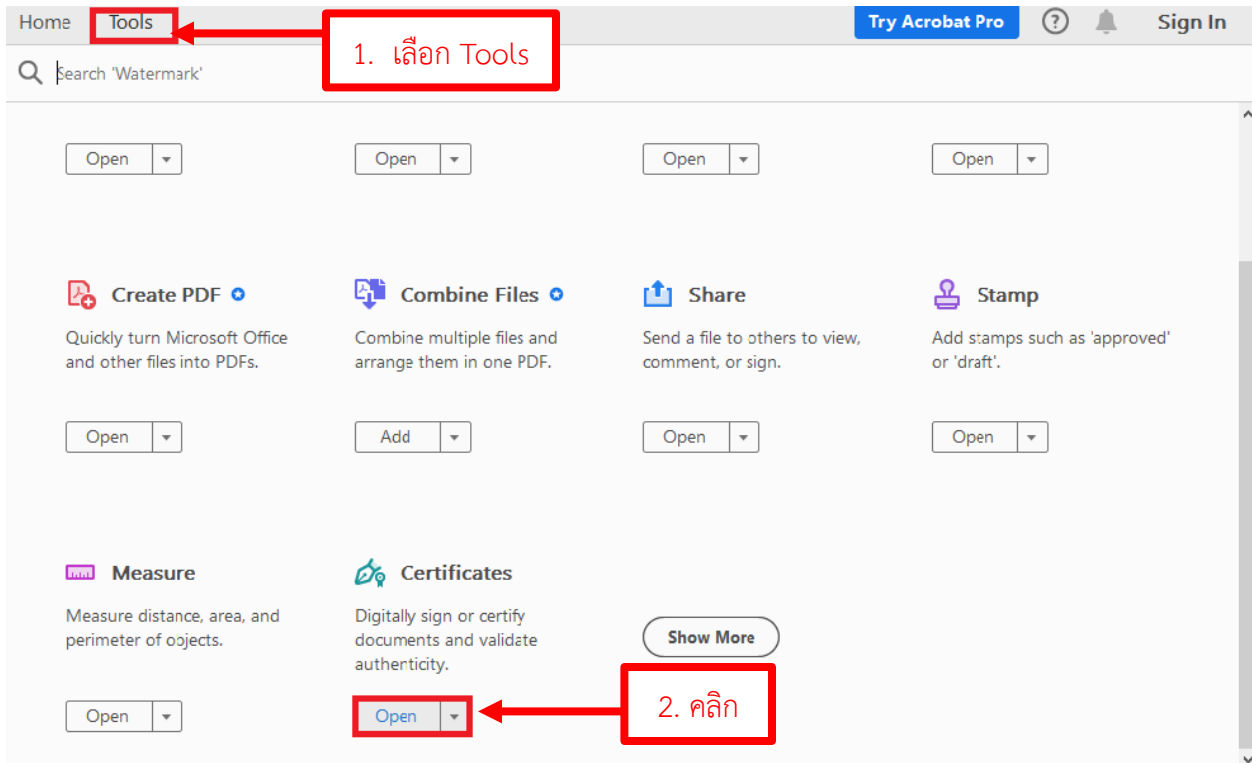 Home Tools Try Acrobat Pro ? Sign In
1. เลือก Tools
Search 'Watermark'
Open Open Open Open
Create PDF Combine Files Share Stamp
Quickly turn Microsoft Office Combine multiple files and Send a file to others to view, Add stamps such as 'approved'
and other files into PDFs. arrange them in one PDF. comment, or sign. or 'draft'.
Open Add Open Open
Measure Certificates
Measure distance, area, and Digitally sign or certify
perimeter of objects. documents and validate Show More
authenticity.
Open Open 2. คลิก